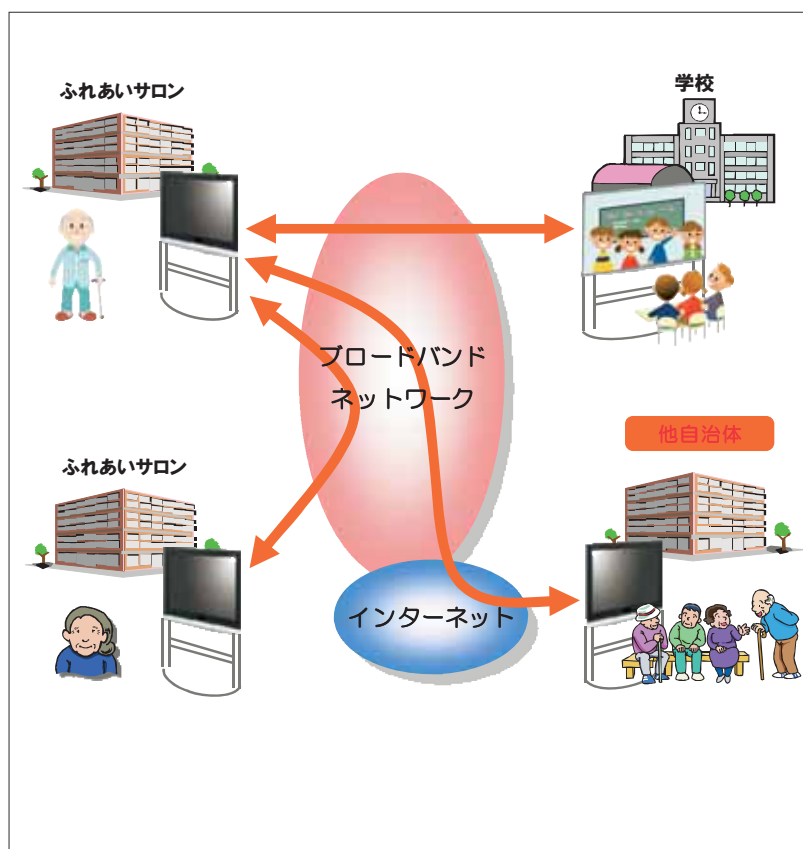 学校
ふれあいサロン
ブロードバンド
ネットワーク
他自治体
ふれあいサロン
インターネット